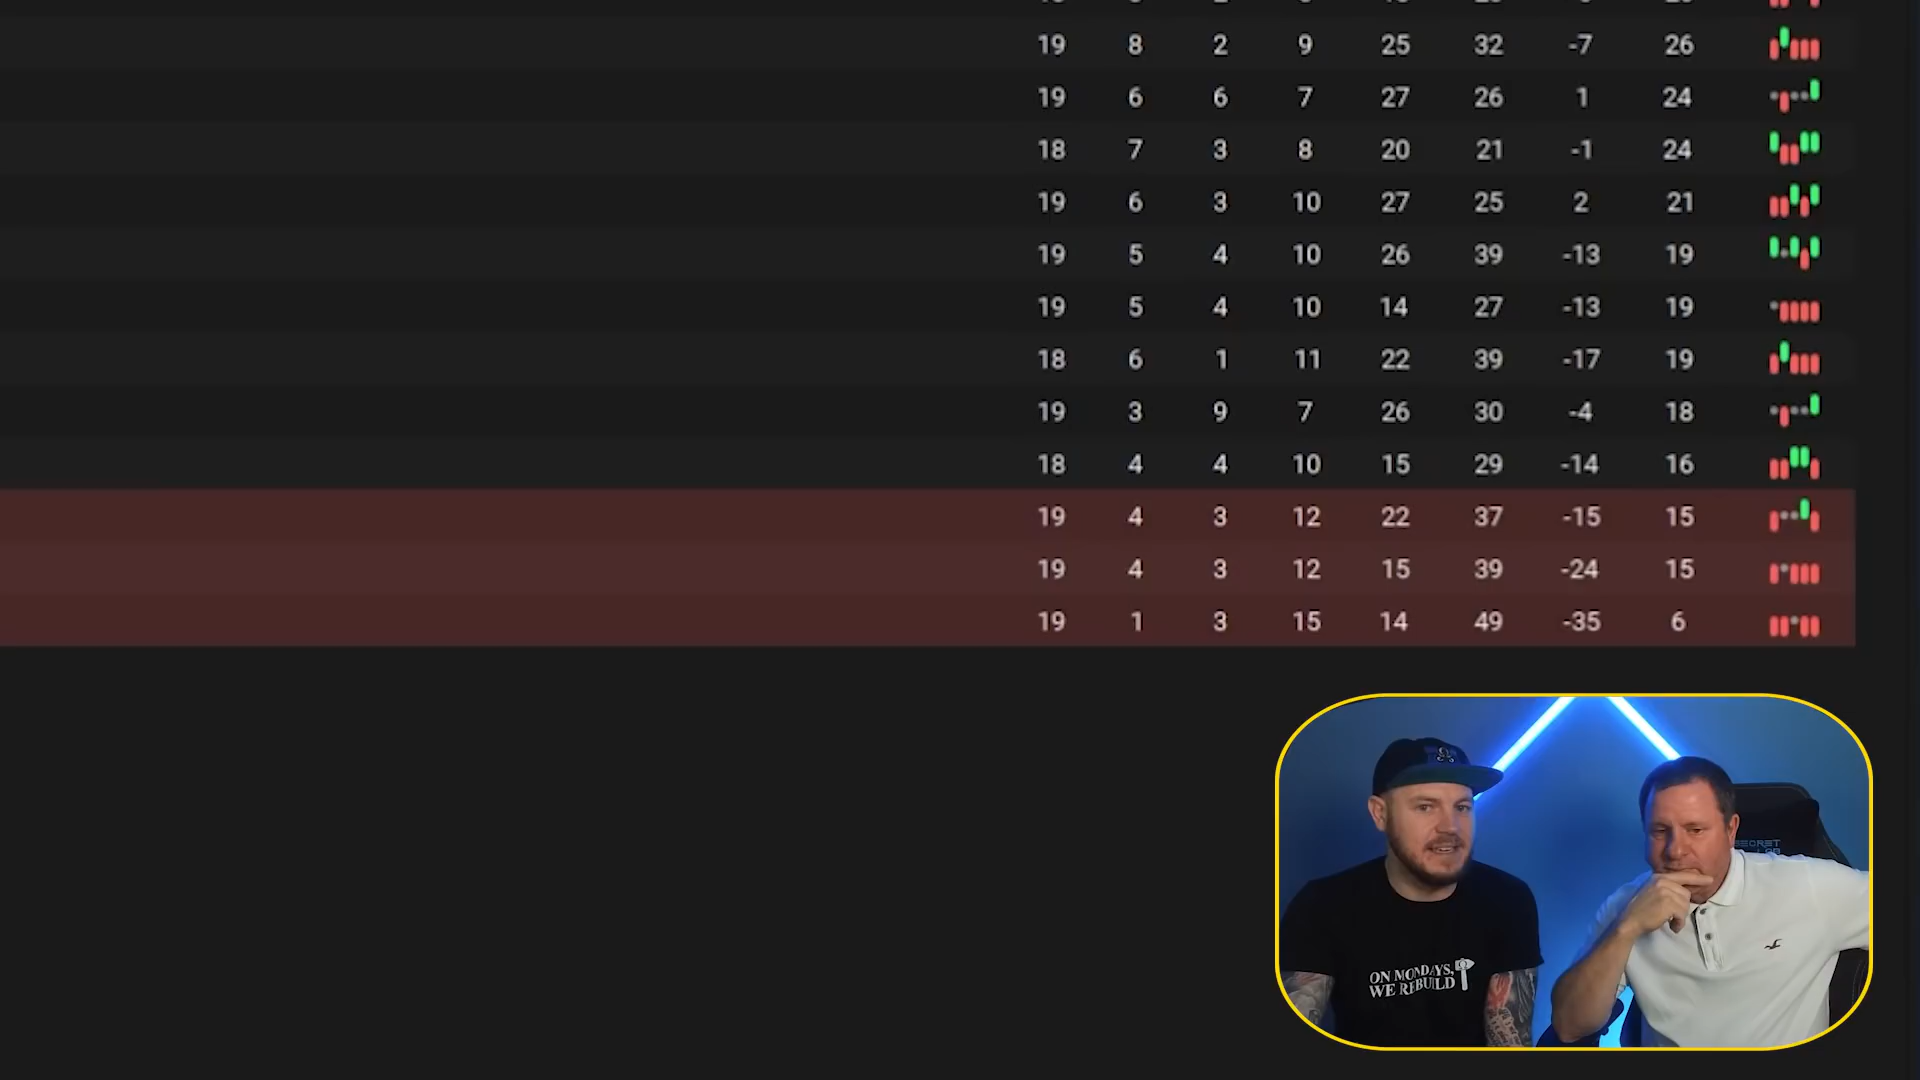 19 8 2 9 25 32 -7 26
19 6 6 7 27 26 1 24
18 7 3 8 20 21 -1 24
19 6 3 10 27 25 2 21
19 5 4 10 26 39 -13 19
19 5 4 10 14 27 -13 19
18 6 1 11 22 39 -17 19
19 3 9 7 26 30 -4 18
18 4 4 10 15 29 -14 16
19 4 3 12 22 37 -15 15
19 4 3 12 15 39 -24 15
19 1 3 15 14 49 -35 6
SECRET
LAB
ON MONDAYS,
WE REBUILD